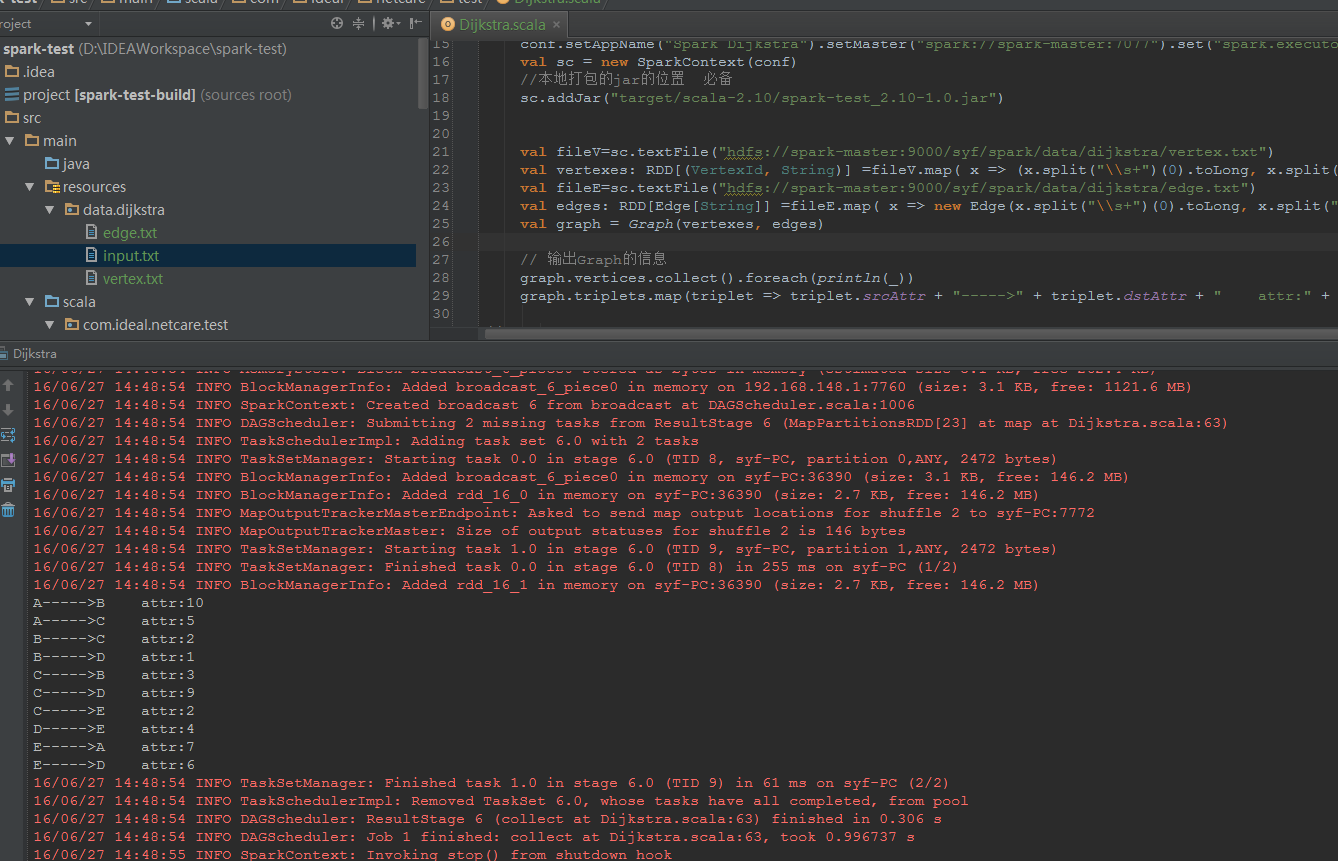 test src main scala com ideal netcare test Dijkstra.scala
roject
spark-test (D:\IDEAWorkspace\spark-test)
.idea
project [spark-test-build] (sources root)
src
main
java
resources
data.dijkstra
edge.txt
input.txt
vertex.txt
scala
com.ideal.netcare.test
Dijkstra.scala
15 conf.setAppName("Spark Dijkstra").setMaster("spark://spark-master:7077").set("spark.executo
16 val sc = new SparkContext(conf)
17 //本地打包的jar的位置 必备
18 sc.addJar("target/scala-2.10/spark-test_2.10-1.0.jar")
19
20
21 val fileV=sc.textFile("hdfs://spark-master:9000/syf/spark/data/dijkstra/vertex.txt")
22 val vertexes: RDD[(VertexId, String)] =fileV.map( x => (x.split("\\s+")(0).toLong, x.split(
23 val fileE=sc.textFile("hdfs://spark-master:9000/syf/spark/data/dijkstra/edge.txt")
24 val edges: RDD[Edge[String]] =fileE.map( x => new Edge(x.split("\\s+")(0).toLong, x.split("
25 val graph = Graph(vertexes, edges)
26
27 // 输出Graph的信息
28 graph.vertices.collect().foreach(println(_))
29 graph.triplets.map(triplet => triplet.srcAttr + "----->" + triplet.dstAttr + "    attr:" +
30
Dijkstra
16/06/27 14:48:54 INFO BlockManagerInfo: Added broadcast_6_piece0 in memory on 192.168.148.1:7760 (size: 3.1 KB, free: 1121.6 MB)
16/06/27 14:48:54 INFO SparkContext: Created broadcast 6 from broadcast at DAGScheduler.scala:1006
16/06/27 14:48:54 INFO DAGScheduler: Submitting 2 missing tasks from ResultStage 6 (MapPartitionsRDD[23] at map at Dijkstra.scala:63)
16/06/27 14:48:54 INFO TaskSchedulerImpl: Adding task set 6.0 with 2 tasks
16/06/27 14:48:54 INFO TaskSetManager: Starting task 0.0 in stage 6.0 (TID 8, syf-PC, partition 0,ANY, 2472 bytes)
16/06/27 14:48:54 INFO BlockManagerInfo: Added broadcast_6_piece0 in memory on syf-PC:36390 (size: 3.1 KB, free: 146.2 MB)
16/06/27 14:48:54 INFO BlockManagerInfo: Added rdd_16_0 in memory on syf-PC:36390 (size: 2.7 KB, free: 146.2 MB)
16/06/27 14:48:54 INFO MapOutputTrackerMasterEndpoint: Asked to send map output locations for shuffle 2 to syf-PC:7772
16/06/27 14:48:54 INFO MapOutputTrackerMaster: Size of output statuses for shuffle 2 is 146 bytes
16/06/27 14:48:54 INFO TaskSetManager: Starting task 1.0 in stage 6.0 (TID 9, syf-PC, partition 1,ANY, 2472 bytes)
16/06/27 14:48:54 INFO TaskSetManager: Finished task 0.0 in stage 6.0 (TID 8) in 255 ms on syf-PC (1/2)
16/06/27 14:48:54 INFO BlockManagerInfo: Added rdd_16_1 in memory on syf-PC:36390 (size: 2.7 KB, free: 146.2 MB)
A----->B    attr:10
A----->C    attr:5
B----->C    attr:2
B----->D    attr:1
C----->B    attr:3
C----->D    attr:9
C----->E    attr:2
D----->E    attr:4
E----->A    attr:7
E----->D    attr:6
16/06/27 14:48:54 INFO TaskSetManager: Finished task 1.0 in stage 6.0 (TID 9) in 61 ms on syf-PC (2/2)
16/06/27 14:48:54 INFO TaskSchedulerImpl: Removed TaskSet 6.0, whose tasks have all completed, from pool
16/06/27 14:48:54 INFO DAGScheduler: ResultStage 6 (collect at Dijkstra.scala:63) finished in 0.306 s
16/06/27 14:48:54 INFO DAGScheduler: Job 1 finished: collect at Dijkstra.scala:63, took 0.996737 s
16/06/27 14:48:55 INFO SparkContext: Invoking stop() from shutdown hook